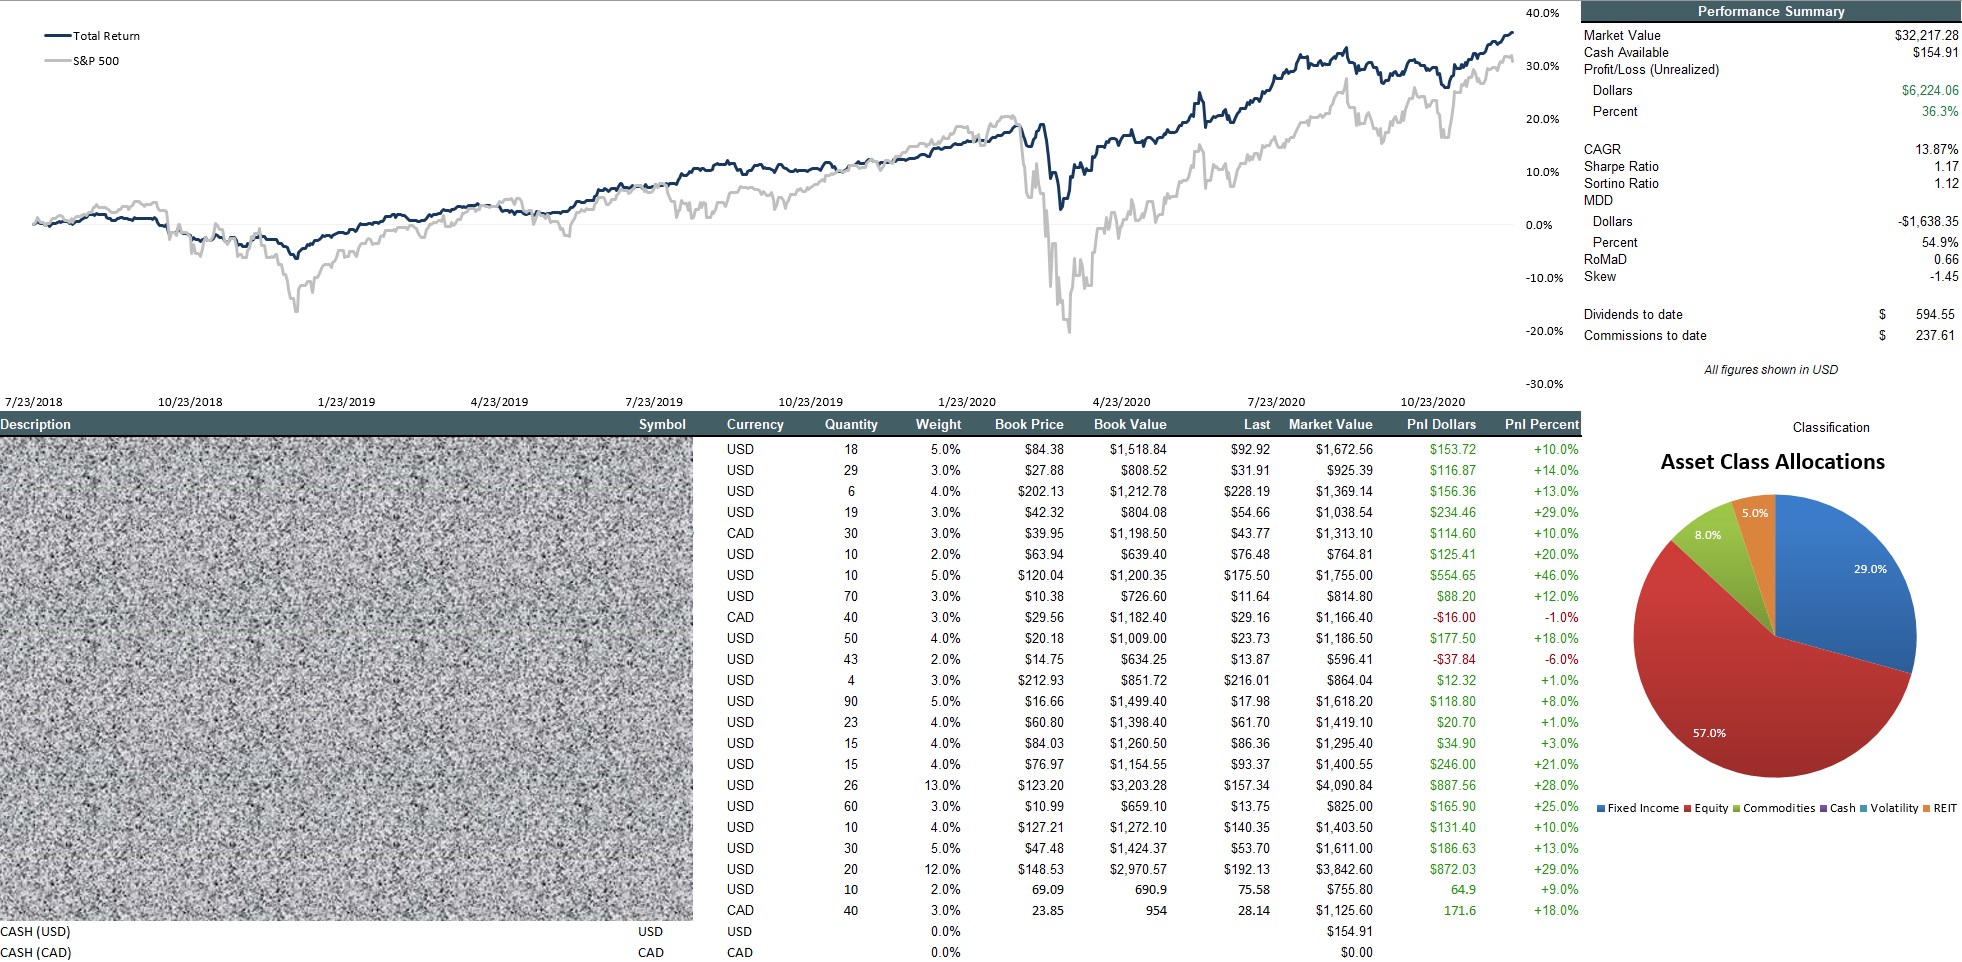 Total Return
S&P 500
40.0%
30.0%
20.0%
10.0%
0.0%
-10.0%
-20.0%
-30.0%
7/23/2018 10/23/2018 1/23/2019 4/23/2019 7/23/2019 10/23/2019 1/23/2020 4/23/2020 7/23/2020 10/23/2020
Performance Summary
Market Value $32,217.28
Cash Available $154.91
Profit/Loss (Unrealized)
Dollars $6,224.06
Percent 36.3%
CAGR 13.87%
Sharpe Ratio 1.17
Sortino Ratio 1.12
MDD
Dollars -$1,638.35
Percent 54.9%
RoMaD 0.66
Skew -1.45
Dividends to date $ 594.55
Commissions to date $ 237.61
All figures shown in USD
Description Symbol Currency Quantity Weight Book Price Book Value Last Market Value Pnl Dollars Pnl Percent
USD 18 5.0% $84.38 $1,518.84 $92.92 $1,672.56 $153.72 +10.0%
USD 29 3.0% $27.88 $808.52 $31.91 $925.39 $116.87 +14.0%
USD 6 4.0% $202.13 $1,212.78 $228.19 $1,369.14 $156.36 +13.0%
USD 19 3.0% $42.32 $804.08 $54.66 $1,038.54 $234.46 +29.0%
CAD 30 3.0% $39.95 $1,198.50 $43.77 $1,313.10 $114.60 +10.0%
USD 10 2.0% $63.94 $639.40 $76.48 $764.81 $125.41 +20.0%
USD 10 5.0% $120.04 $1,200.35 $175.50 $1,755.00 $554.65 +46.0%
USD 70 3.0% $10.38 $726.60 $11.64 $814.80 $88.20 +12.0%
CAD 40 3.0% $29.56 $1,182.40 $29.16 $1,166.40 -$16.00 -1.0%
USD 50 4.0% $20.18 $1,009.00 $23.73 $1,186.50 $177.50 +18.0%
USD 43 2.0% $14.75 $634.25 $13.87 $596.41 -$37.84 -6.0%
USD 4 3.0% $212.93 $851.72 $216.01 $864.04 $12.32 +1.0%
USD 90 5.0% $16.66 $1,499.40 $17.98 $1,618.20 $118.80 +8.0%
USD 23 4.0% $60.80 $1,398.40 $61.70 $1,419.10 $20.70 +1.0%
USD 15 4.0% $84.03 $1,260.50 $86.36 $1,295.40 $34.90 +3.0%
USD 15 4.0% $76.97 $1,154.55 $93.37 $1,400.55 $246.00 +21.0%
USD 26 13.0% $123.20 $3,203.28 $157.34 $4,090.84 $887.56 +28.0%
USD 60 3.0% $10.99 $659.10 $13.75 $825.00 $165.90 +25.0%
USD 10 4.0% $127.21 $1,272.10 $140.35 $1,403.50 $131.40 +10.0%
USD 30 5.0% $47.48 $1,424.37 $53.70 $1,611.00 $186.63 +13.0%
USD 20 12.0% $148.53 $2,970.57 $192.13 $3,842.60 $872.03 +29.0%
USD 10 2.0% 69.09 690.9 75.58 $755.80 64.9 +9.0%
CAD 40 3.0% 23.85 954 28.14 $1,125.60 171.6 +18.0%
CASH (USD) USD USD 0.0% $154.91
CASH (CAD) CAD CAD 0.0% $0.00
Classification
Asset Class Allocations
5.0%
8.0%
29.0%
57.0%
Fixed Income Equity Commodities Cash Volatility REIT